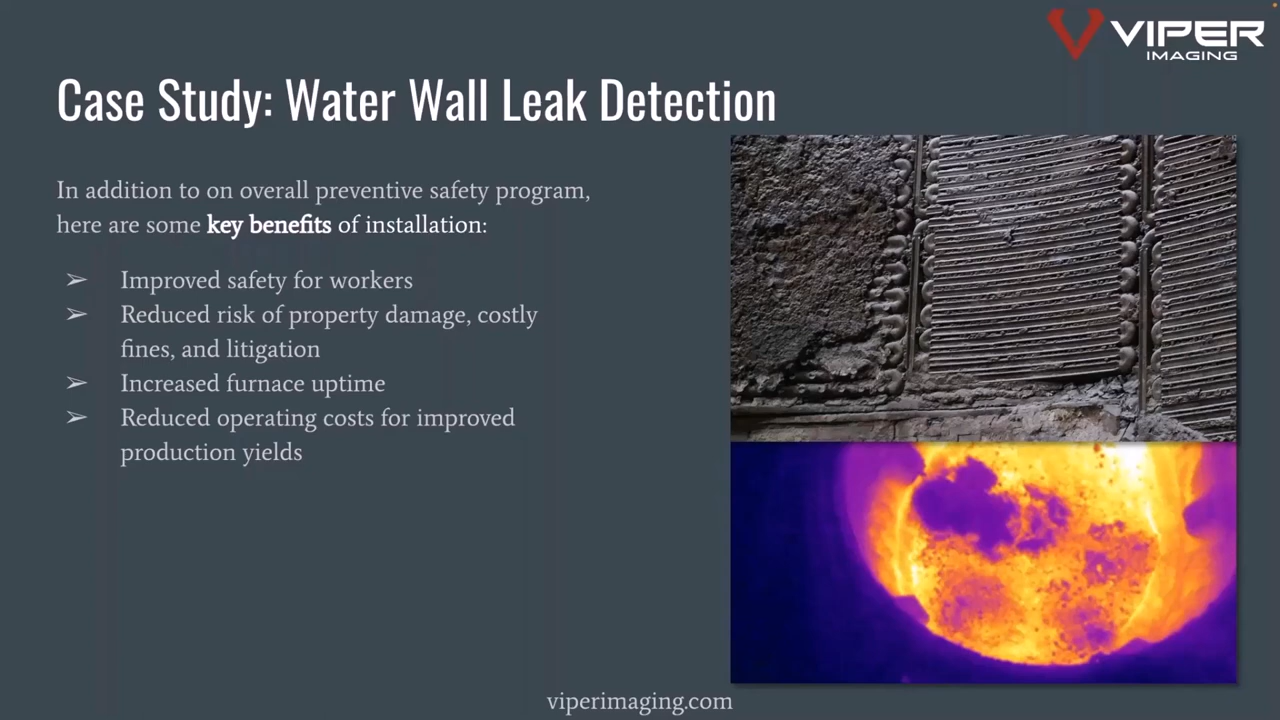 VIPER
IMAGING
Case Study: Water Wall Leak Detection
In addition to on overall preventive safety program,
here are some key benefits of installation:
➢ Improved safety for workers
➢ Reduced risk of property damage, costly
fines, and litigation
➢ Increased furnace uptime
➢ Reduced operating costs for improved
production yields
viperimaging.com